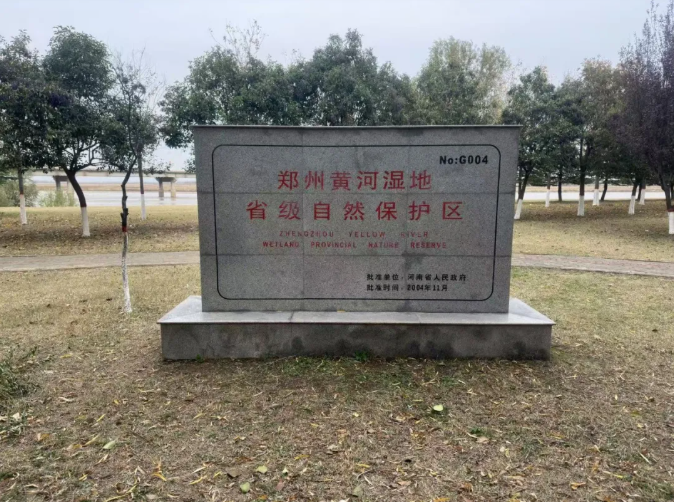 No:G004
郑州黄河湿地
省级自然保护区
ZHENGZHOU YELLOW RIVER
WETLAND PROVINCIAL NATURE RESERVE
批准单位:河南省人民政府
批准时间:2004年11月